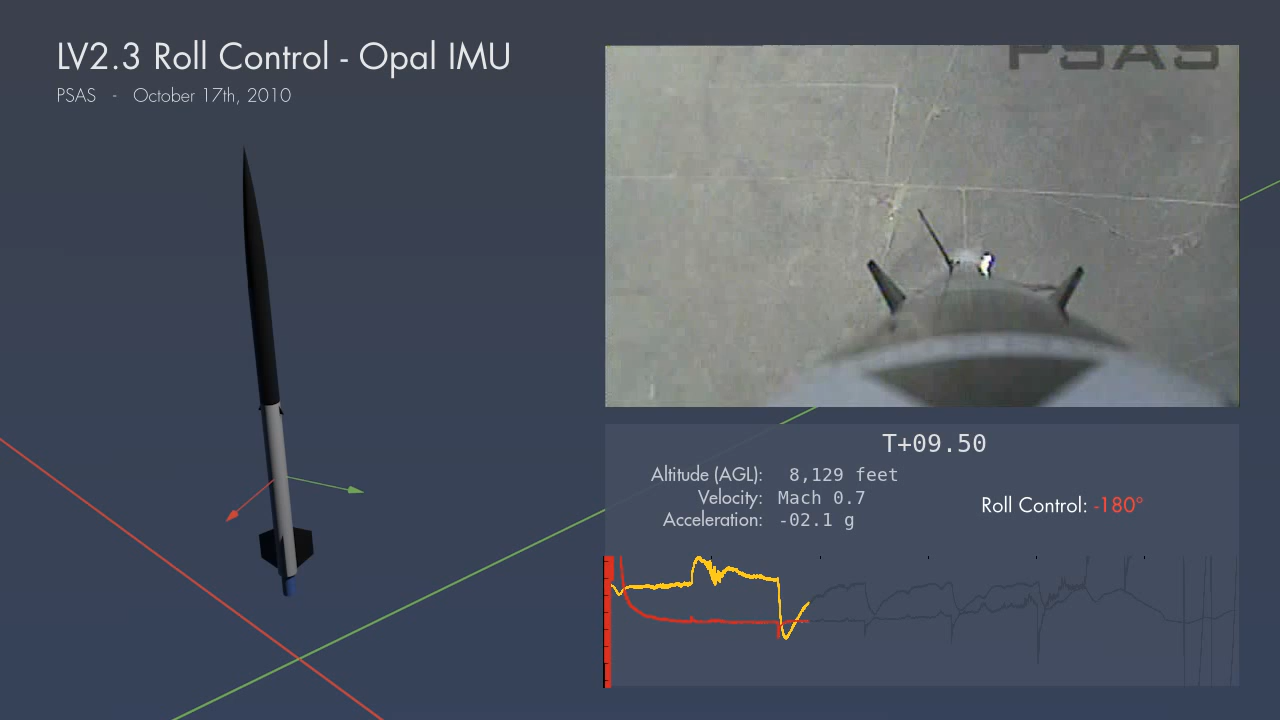 LV2.3 Roll Control - Opal IMU
PSAS - October 17th, 2010
PSAS
T+09.50
Altitude (AGL): 8,129 feet
Velocity: Mach 0.7
Acceleration: -02.1 g
Roll Control: -180°